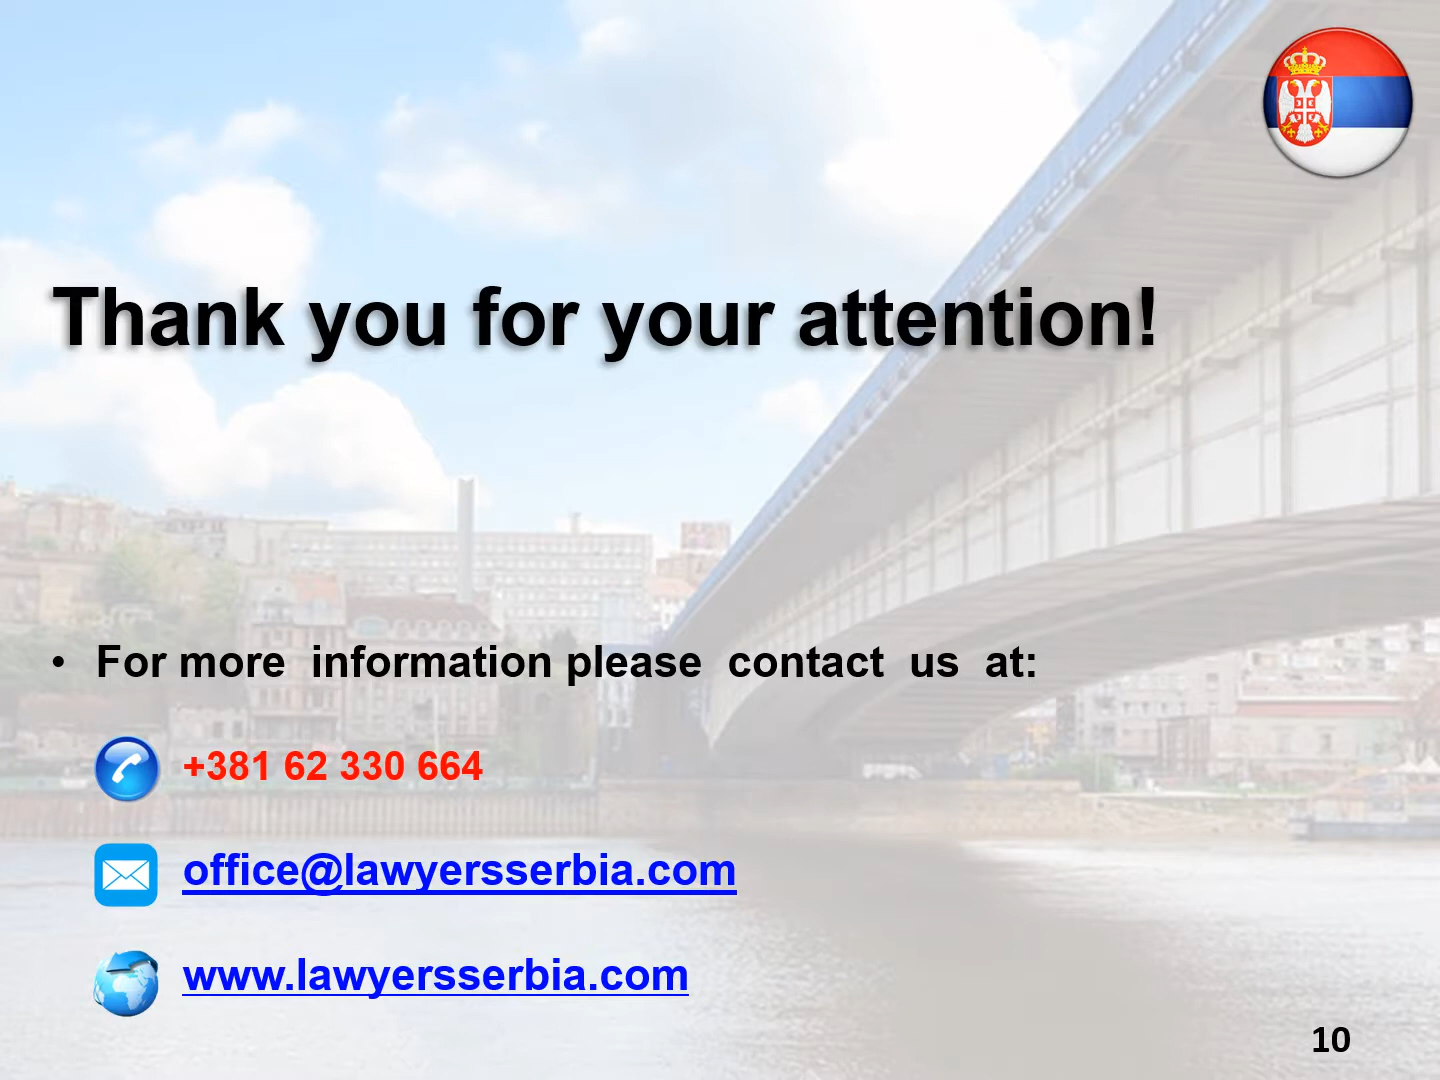 Thank you for your attention!
• For more information please contact us at:
+381 62 330 664
office@lawyersserbia.com
www.lawyersserbia.com
10